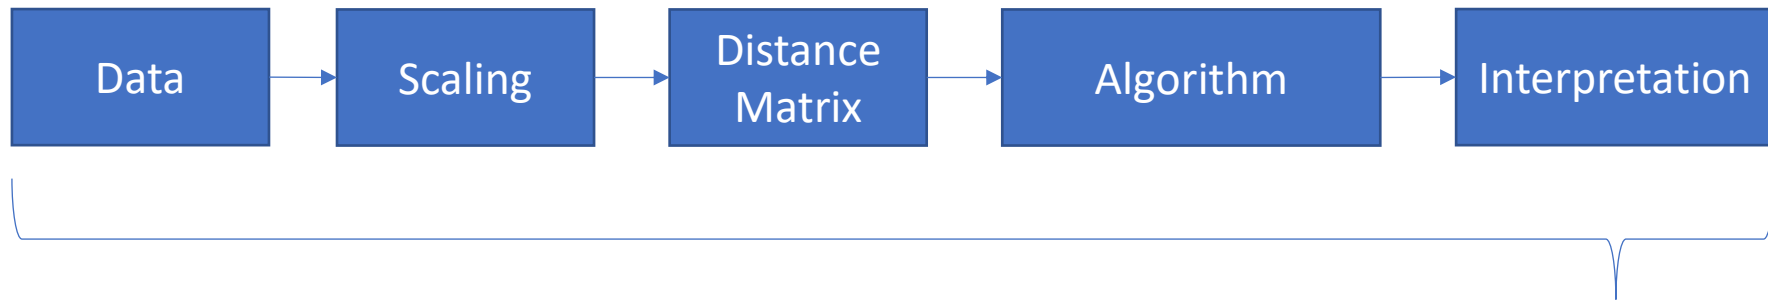 Data
Scaling
Distance
Matrix
Algorithm
Interpretation